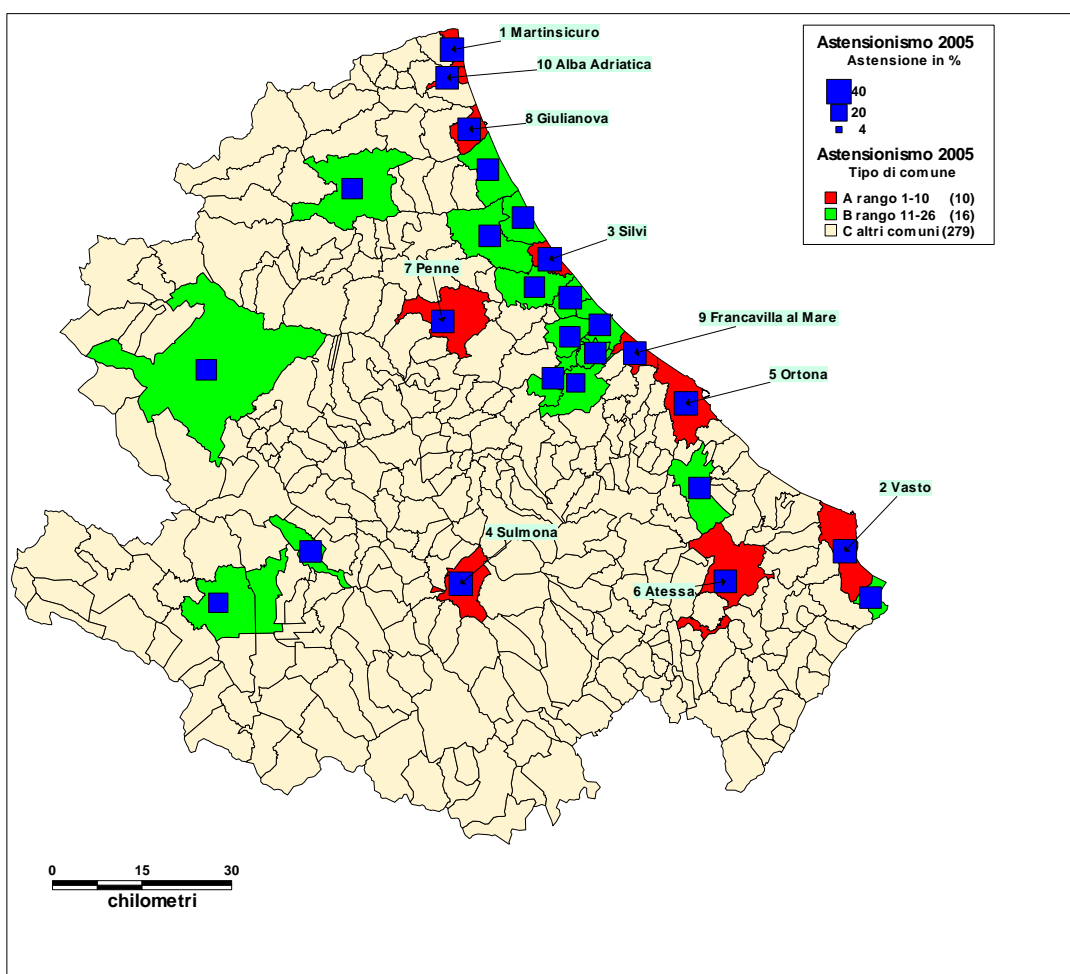 1 Martinsicuro
10 Alba Adriatica
8 Giulianova
3 Silvi
7 Penne
9 Francavilla al Mare
5 Ortona
2 Vasto
4 Sulmona
6 Atessa
Astensionismo 2005
Astensione in %
40
20
4
Astensionismo 2005
Tipo di comune
A rango 1-10 (10)
B rango 11-26 (16)
C altri comuni (279)
0 15 30
chilometri